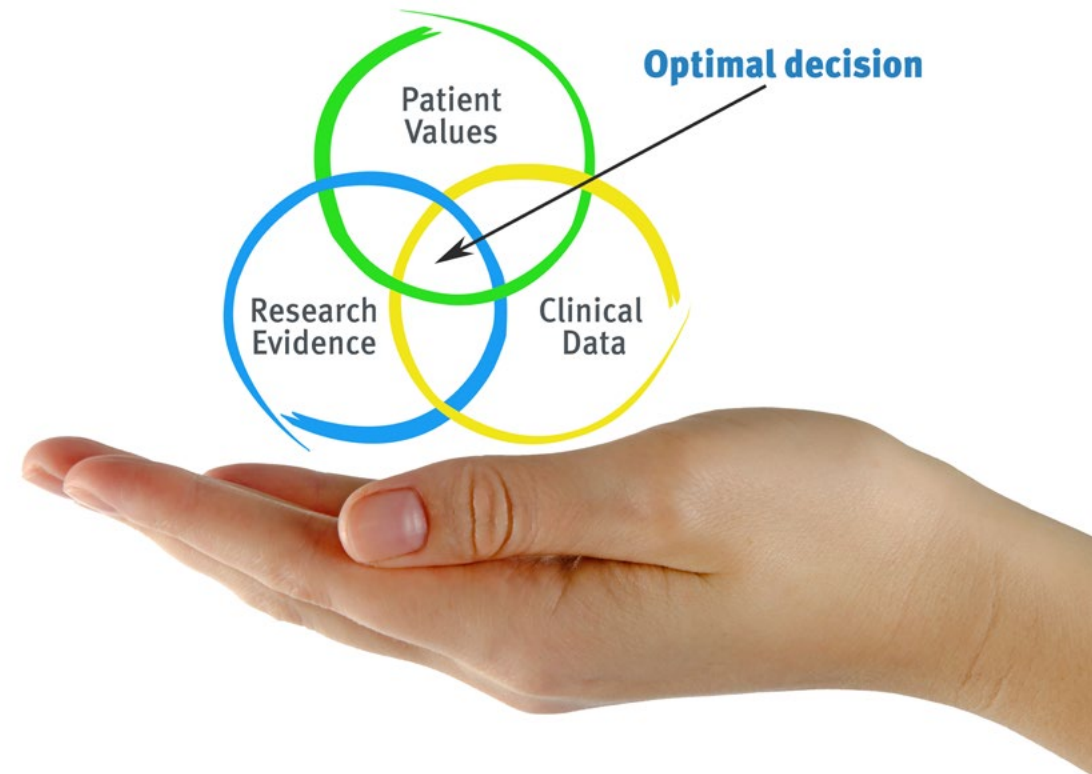 Optimal decision
Patient
Values
Research
Evidence
Clinical
Data